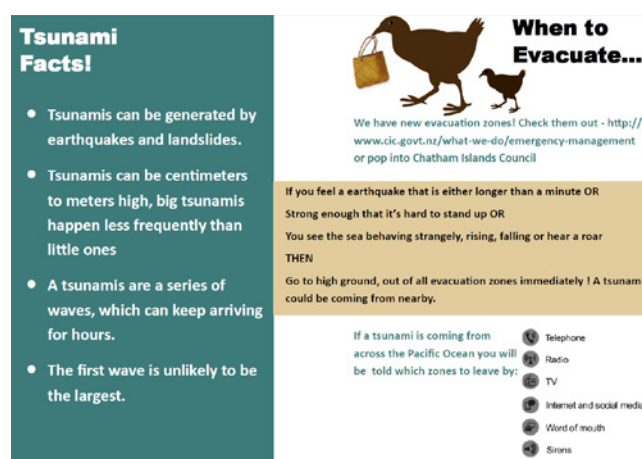 Tsunami
Facts!
Tsunamis can be generated by
earthquakes and landslides.
Tsunamis can be centimeters
to meters high, big tsunamis
happen less frequently than
little ones
A tsunamis are a series of
waves, which can keep arriving
for hours.
The first wave is unlikely to be
the largest.
When to
Evacuate...
We have new evacuation zones! Check them out - http://
www.cic.govt.nz/what-we-do/emergency-management
or pop into Chatham Islands Council
If you feel a earthquake that is either longer than a minute OR
Strong enough that it's hard to stand up OR
You see the sea behaving strangely, rising, falling or hear a roar
THEN
Go to high ground, out of all evacuation zones immediately ! A tsunam
could be coming from nearby.
If a tsunami is coming from
across the Pacific Ocean you will
be told which zones to leave by:
Telephone
Radio
TV
Internet and social media
Word of mouth
Sirens